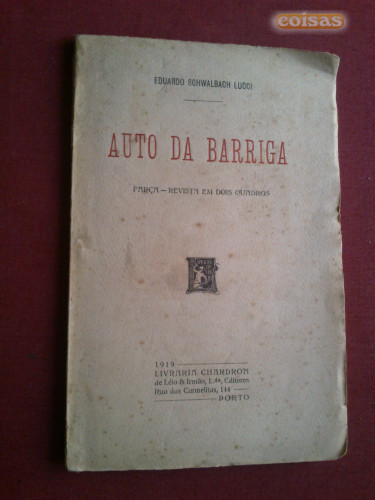 coisas
EDUARDO SCHWALBACH LUCCI
AUTO DA BARRIGA
FARÇA — REVISTA EM DOIS QUADROS
1919
LIVRARIA CHARDRON
de Lélo & Irmão, L.da, Editores
Rua das Carmelitas, 144
PORTO